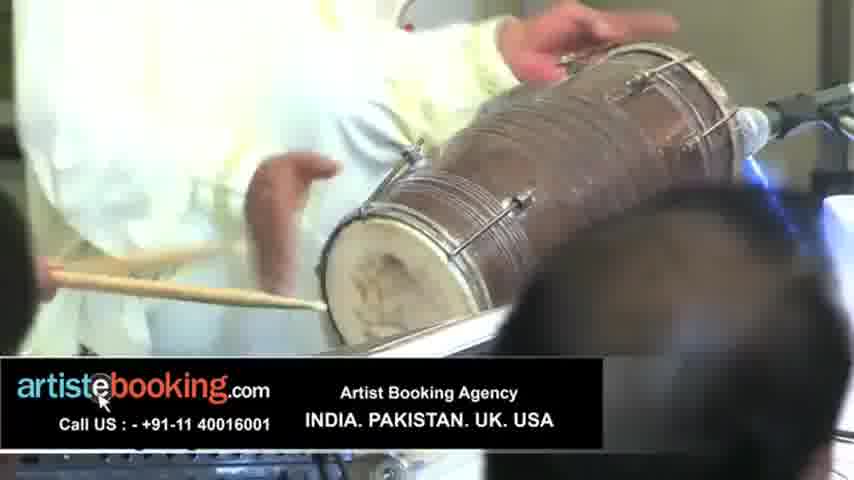 artistebooking.com
Call US : - +91-11 40016001
Artist Booking Agency
INDIA. PAKISTAN. UK. USA